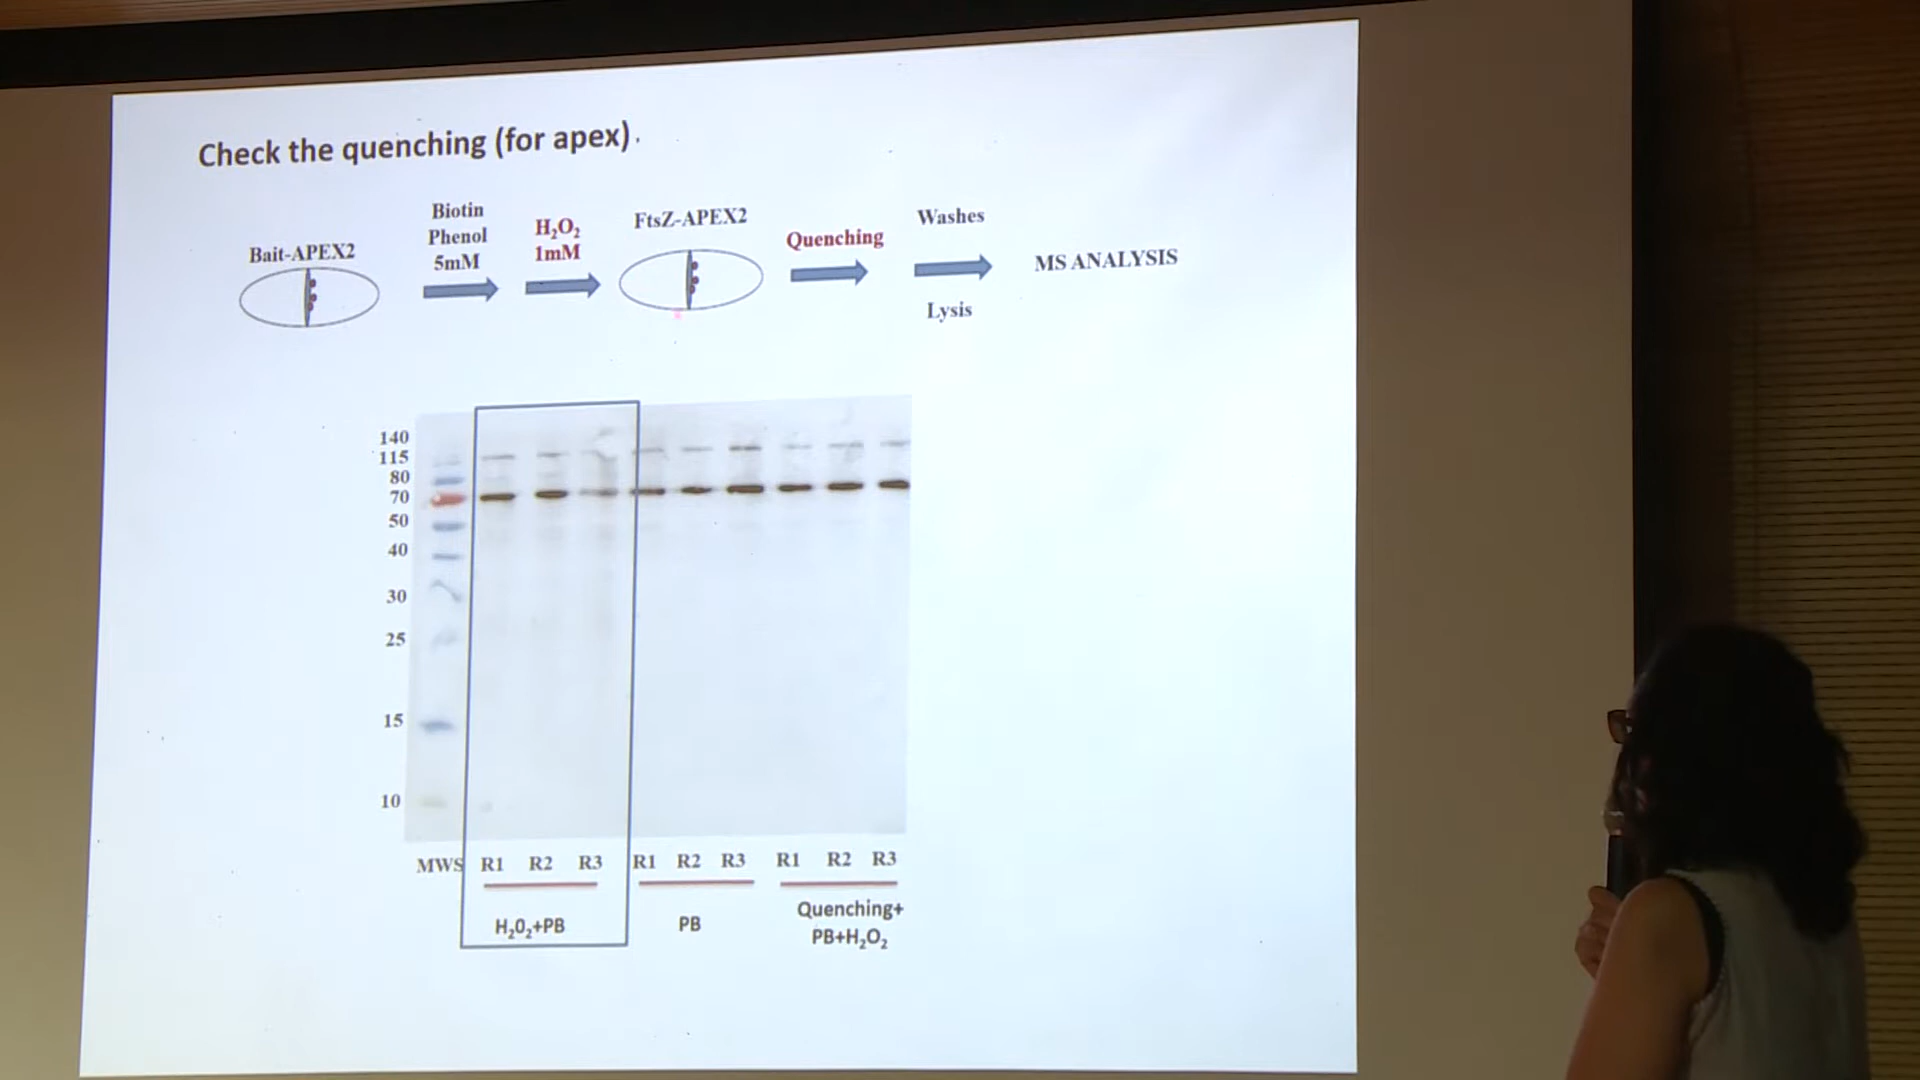 Check the quenching (for apex).
Bait-APEX2
Biotin
Phenol
5mM
H₂O₂
1mM
FtsZ-APEX2
Quenching
Washes
Lysis
MS ANALYSIS
140
115
80
70
50
40
30
25
15
10
MWS R1 R2 R3 R1 R2 R3 R1 R2 R3
H₂0₂+PB
PB
Quenching+
PB+H₂O₂